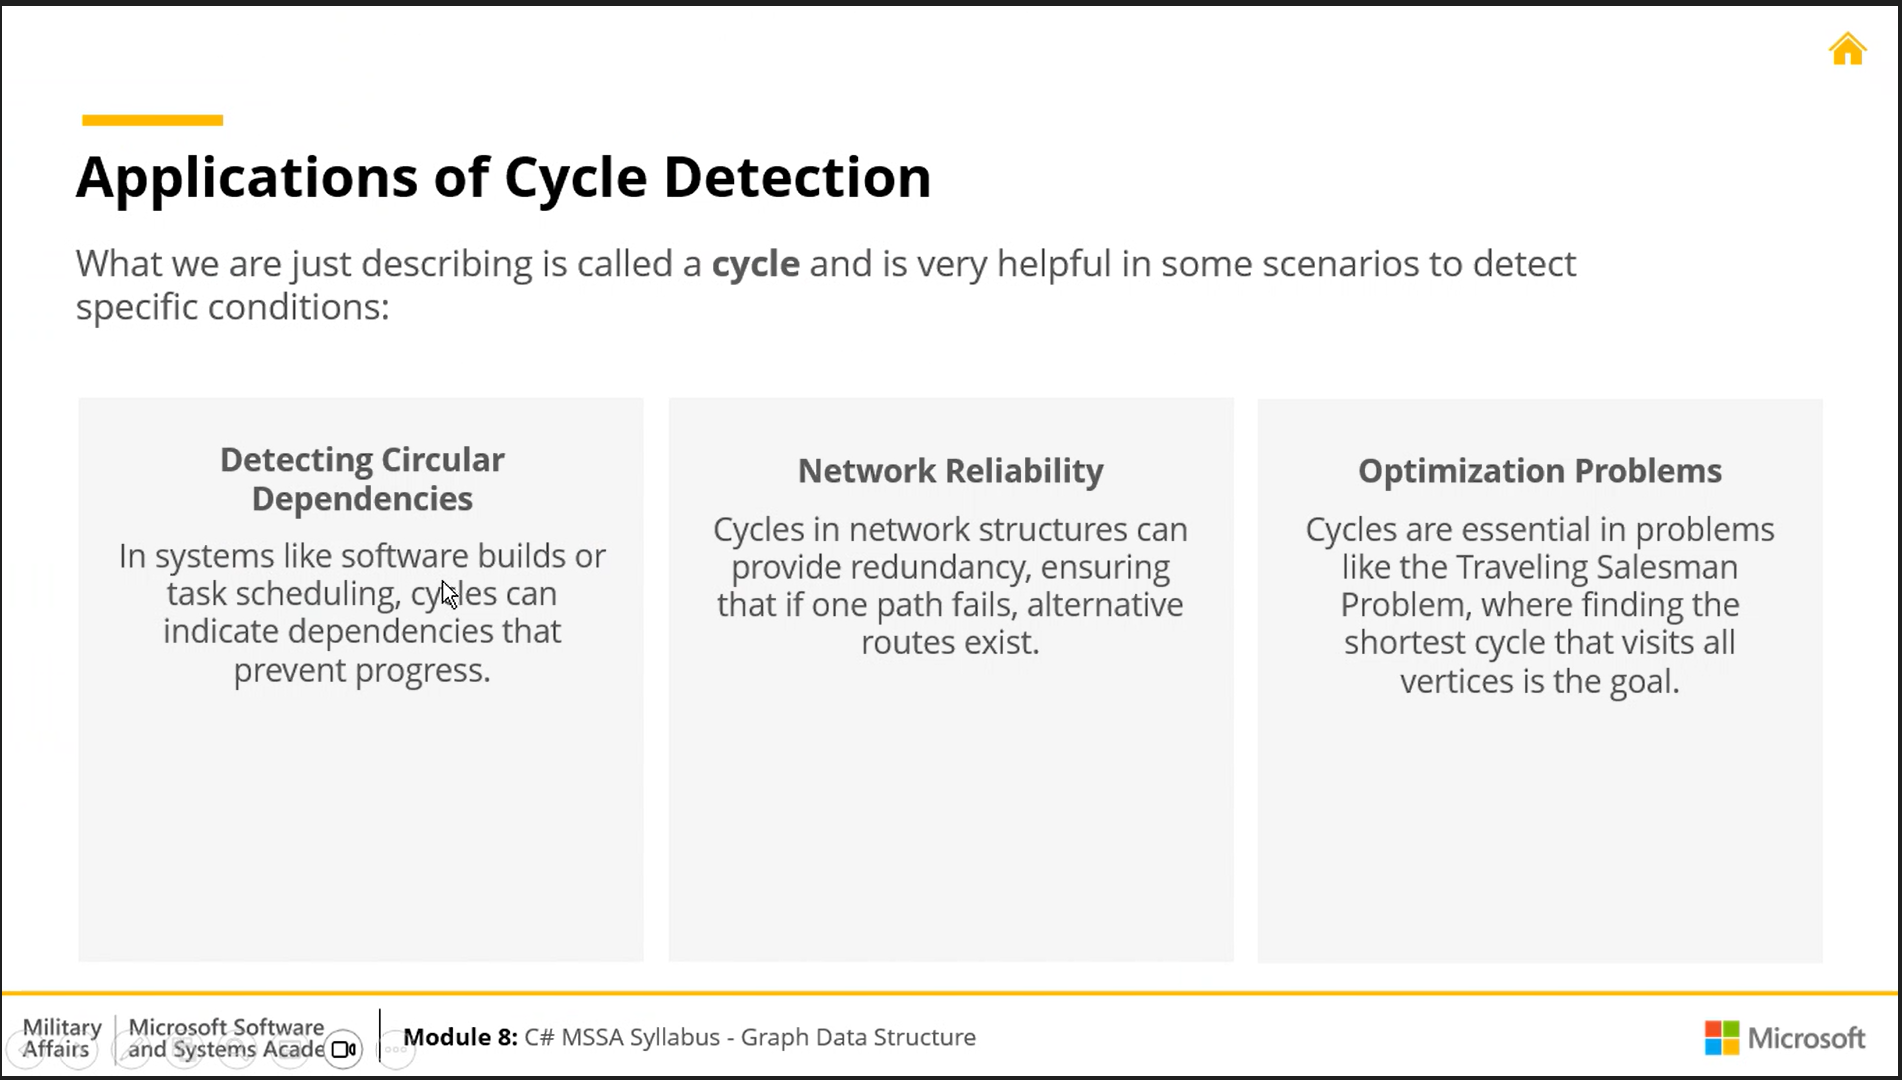 Applications of Cycle Detection
What we are just describing is called a cycle and is very helpful in some scenarios to detect
specific conditions:
Detecting Circular
Dependencies
In systems like software builds or
task scheduling, cycles can
indicate dependencies that
prevent progress.
Network Reliability
Cycles in network structures can
provide redundancy, ensuring
that if one path fails, alternative
routes exist.
Optimization Problems
Cycles are essential in problems
like the Traveling Salesman
Problem, where finding the
shortest cycle that visits all
vertices is the goal.
Military
Affairs
Microsoft Software
and Systems Acade
Module 8: C# MSSA Syllabus - Graph Data Structure
Microsoft